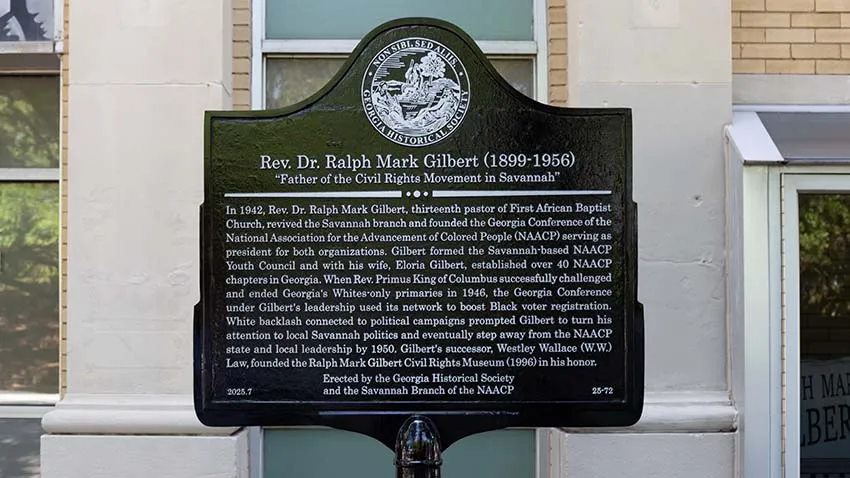 NON SIBI, SED ALIIS.
GEORGIA HISTORICAL SOCIETY
Rev. Dr. Ralph Mark Gilbert (1899-1956)
"Father of the Civil Rights Movement in Savannah"
In 1942, Rev. Dr. Ralph Mark Gilbert, thirteenth pastor of First African Baptist
Church, revived the Savannah branch and founded the Georgia Conference of the
National Association for the Advancement of Colored People (NAACP) serving as
president for both organizations. Gilbert formed the Savannah-based NAACP
Youth Council and with his wife, Eloria Gilbert, established over 40 NAACP
chapters in Georgia. When Rev. Primus King of Columbus successfully challenged
and ended Georgia's Whites-only primaries in 1946, the Georgia Conference
under Gilbert's leadership used its network to boost Black voter registration.
White backlash connected to political campaigns prompted Gilbert to turn his
attention to local Savannah politics and eventually step away from the NAACP
state and local leadership by 1950. Gilbert's successor, Westley Wallace (W.W.)
Law, founded the Ralph Mark Gilbert Civil Rights Museum (1996) in his honor.
Erected by the Georgia Historical Society
and the Savannah Branch of the NAACP
2025.7
25-72